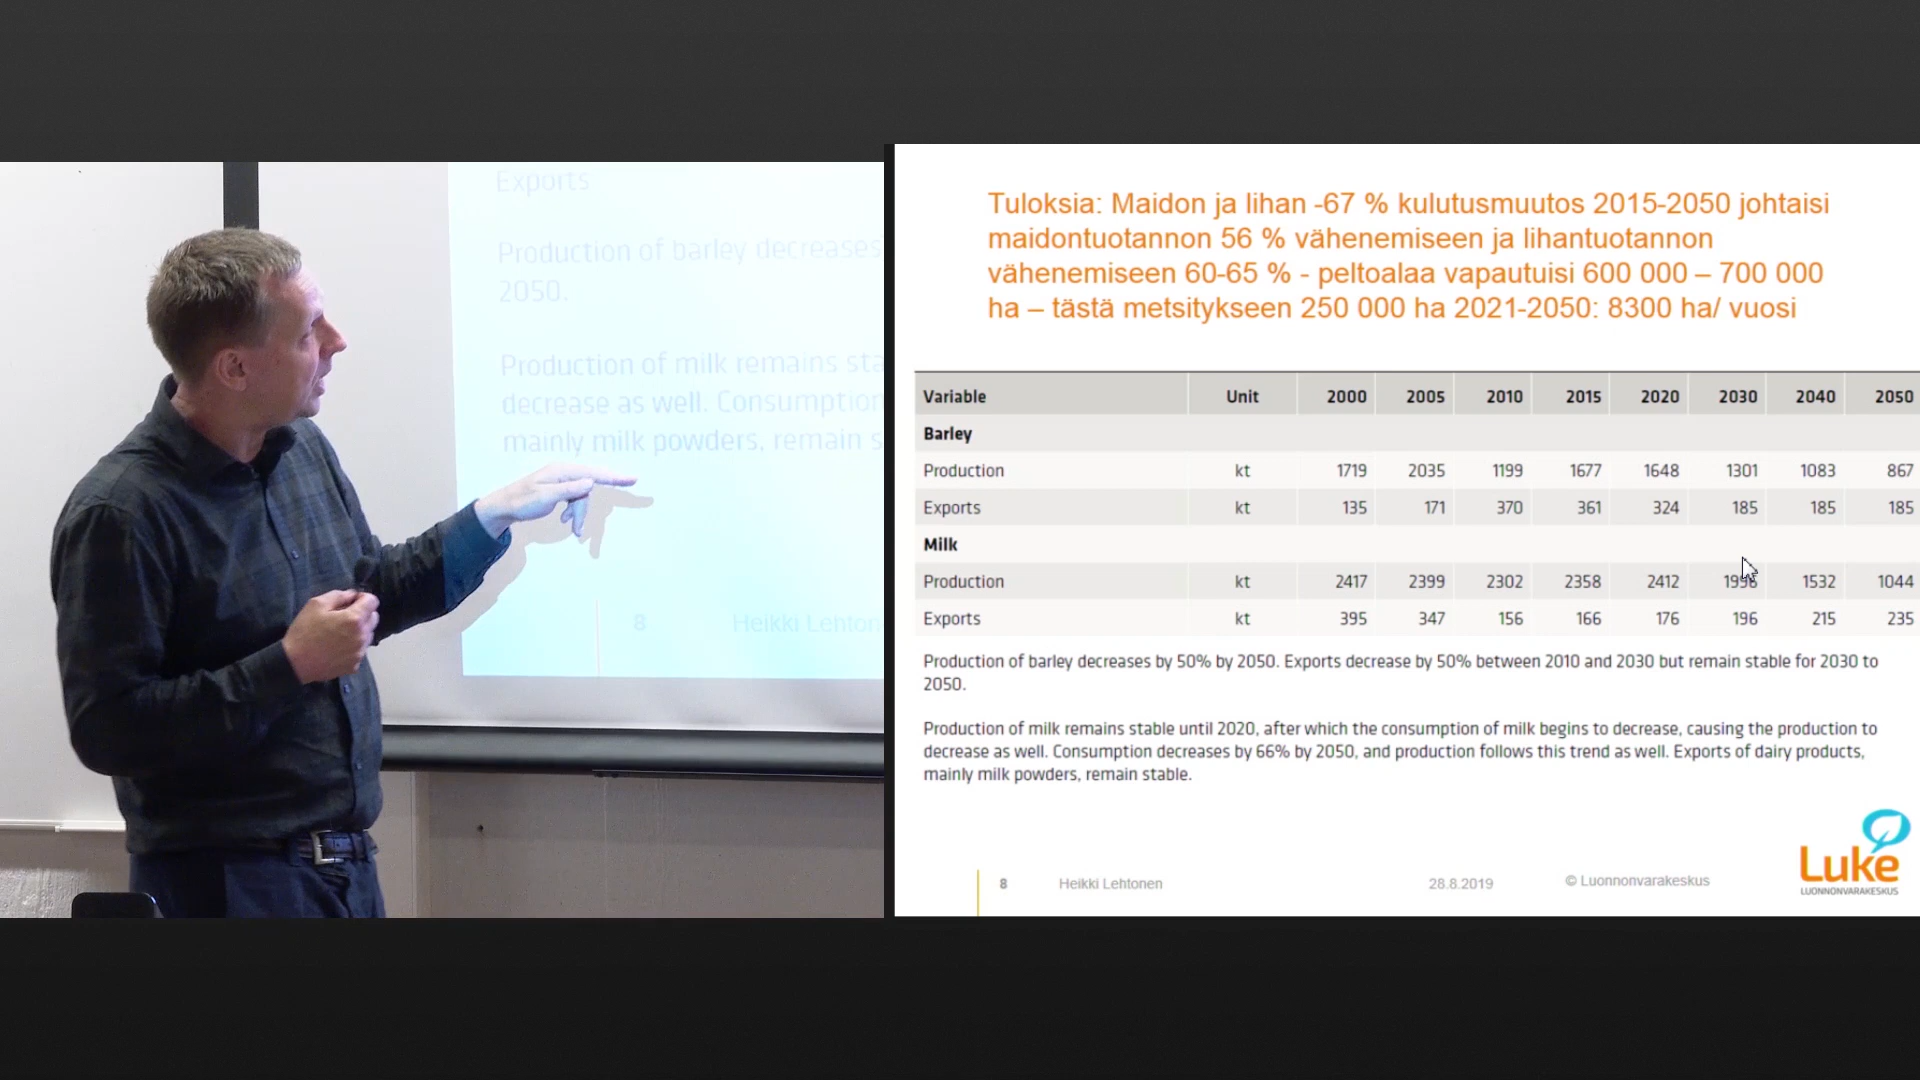 Exports
Production of barley decreases
2050.
Production of milk remains sta
decrease as well. Consumption
mainly milk powders, remain s
8 Heikki Lehton
Tuloksia: Maidon ja lihan -67 % kulutusmuutos 2015-2050 johtaisi
maidontuotannon 56 % vähenemiseen ja lihantuotannon
vähenemiseen 60-65 % - peltoalaa vapautuisi 600 000 – 700 000
ha – tästä metsitykseen 250 000 ha 2021-2050: 8300 ha/ vuosi
Variable Unit 2000 2005 2010 2015 2020 2030 2040 2050
Barley
Production kt 1719 2035 1199 1677 1648 1301 1083 867
Exports kt 135 171 370 361 324 185 185 185
Milk
Production kt 2417 2399 2302 2358 2412 1532 1044
Exports kt 395 347 156 166 176 196 215 235
Production of barley decreases by 50% by 2050. Exports decrease by 50% between 2010 and 2030 but remain stable for 2030 to
2050.
Production of milk remains stable until 2020, after which the consumption of milk begins to decrease, causing the production to
decrease as well. Consumption decreases by 66% by 2050, and production follows this trend as well. Exports of dairy products,
mainly milk powders, remain stable.
8 Heikki Lehtonen 28.8.2019 © Luonnonvarakeskus
Luke
LUONNONVARAKESKUS